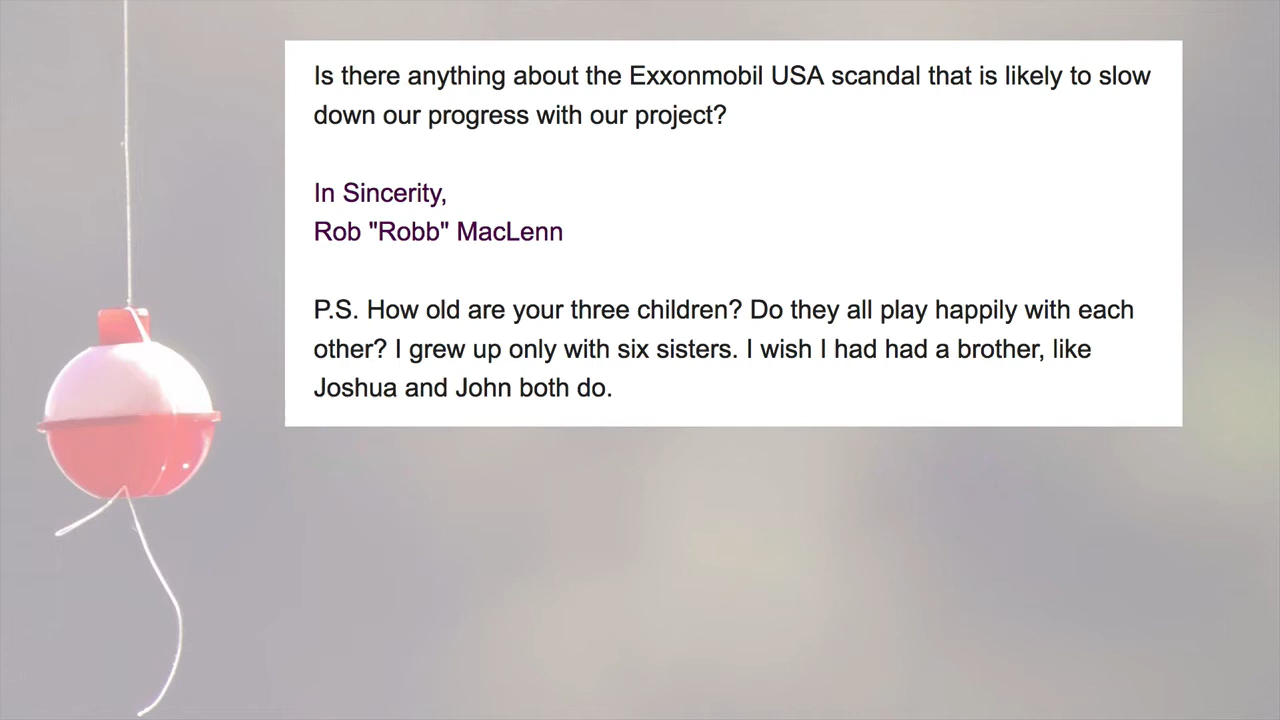 Is there anything about the Exxonmobil USA scandal that is likely to slow
down our progress with our project?
In Sincerity,
Rob "Robb" MacLenn
P.S. How old are your three children? Do they all play happily with each
other? I grew up only with six sisters. I wish I had had a brother, like
Joshua and John both do.